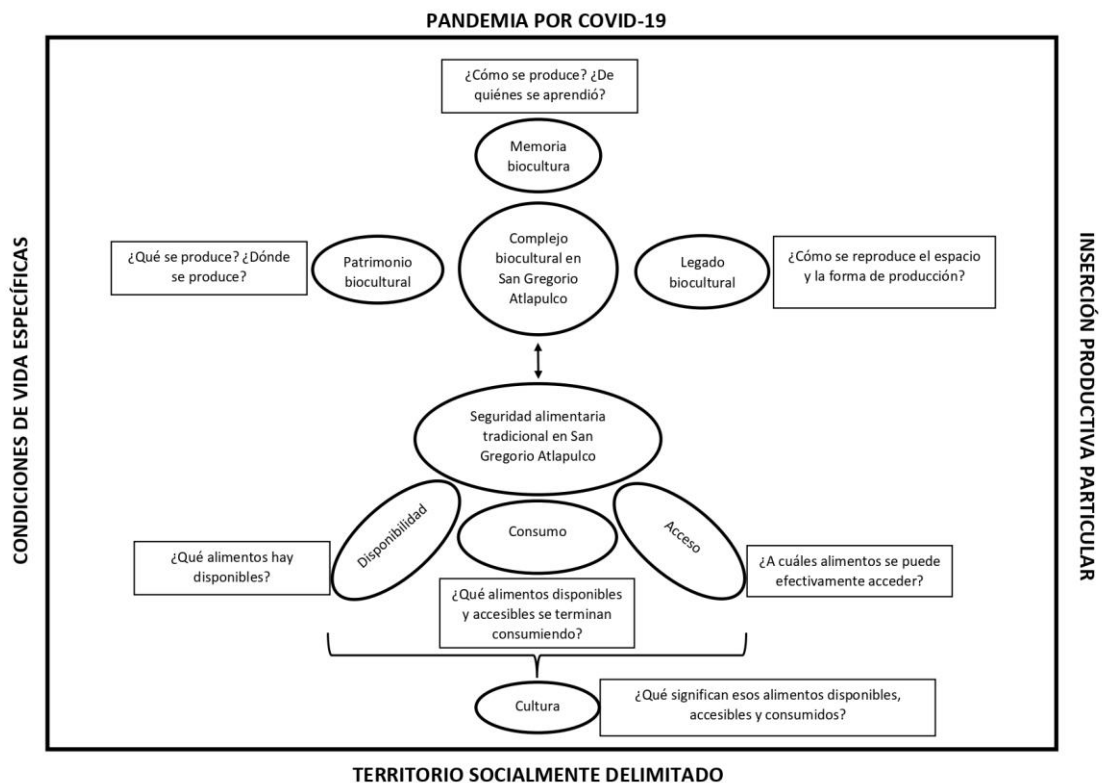 PANDEMIA POR COVID-19
¿Cómo se produce? ¿De
quiénes se aprendió?
Memoria
biocultura
CONDICIONES DE VIDA ESPECÍFICAS
¿Qué se produce? ¿Dónde
se produce?
Patrimonio
biocultural
Complejo
biocultural en
San Gregorio
Atlapulco
Legado
biocultural
¿Cómo se reproduce el espacio
y la forma de producción?
INSERCIÓN PRODUCTIVA PARTICULAR
Seguridad alimentaria
tradicional en San
Gregorio Atlapulco
Disponibilidad
Consumo
Acceso
¿Qué alimentos hay
disponibles?
¿A cuáles alimentos se puede
efectivamente acceder?
¿Qué alimentos disponibles
y accesibles se terminan
consumiendo?
Cultura
¿Qué significan esos alimentos disponibles,
accesibles y consumidos?
TERRITORIO SOCIALMENTE DELIMITADO